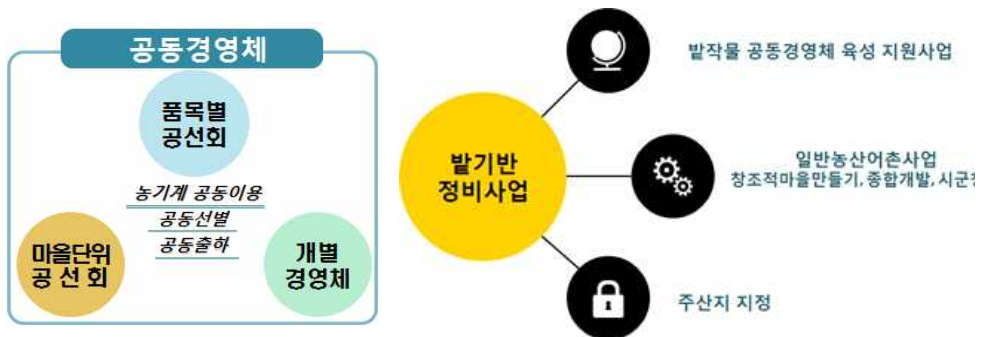 공동경영체
품목별
공선회
농기계 공동이용
공동선별
공동출하
마을단위
공 선 회
개별
경영체
밭기반
정비사업
밭작물 공동경영체 육성 지원사업
일반농산어촌사업
창조적마을만들기, 종합개발, 시군
주산지 지정